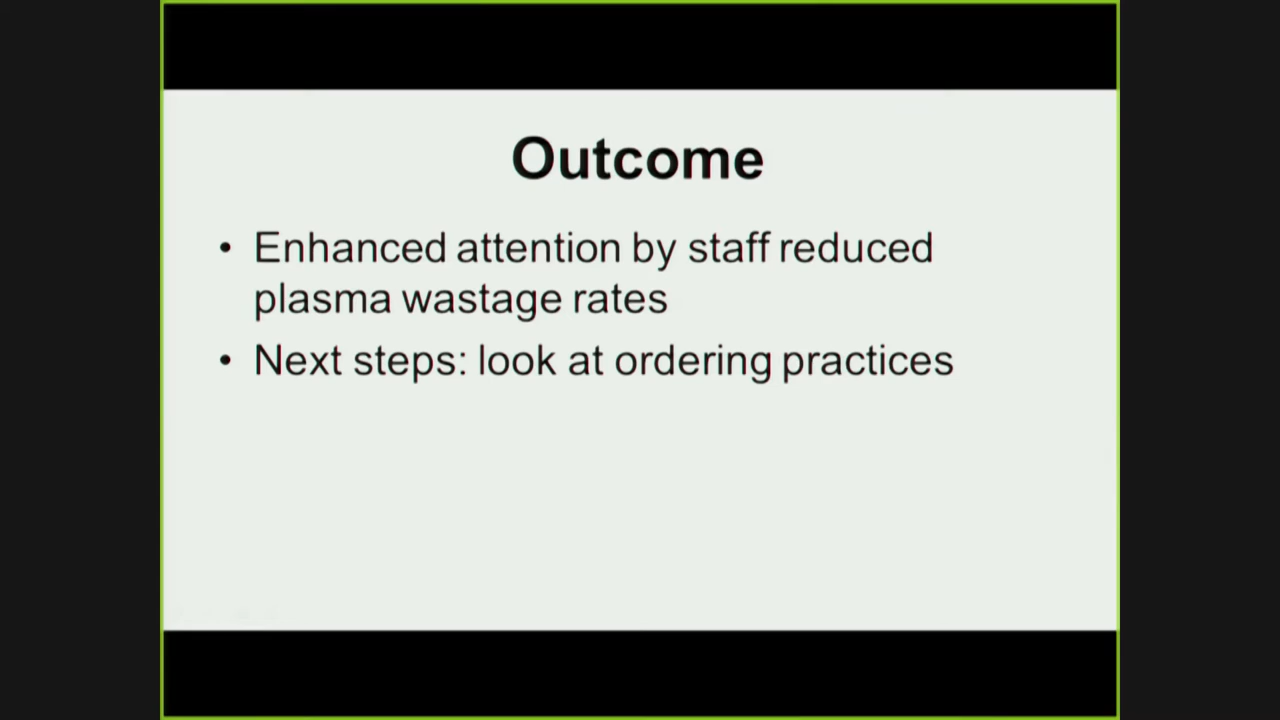 Outcome
• Enhanced attention by staff reduced
plasma wastage rates
• Next steps: look at ordering practices